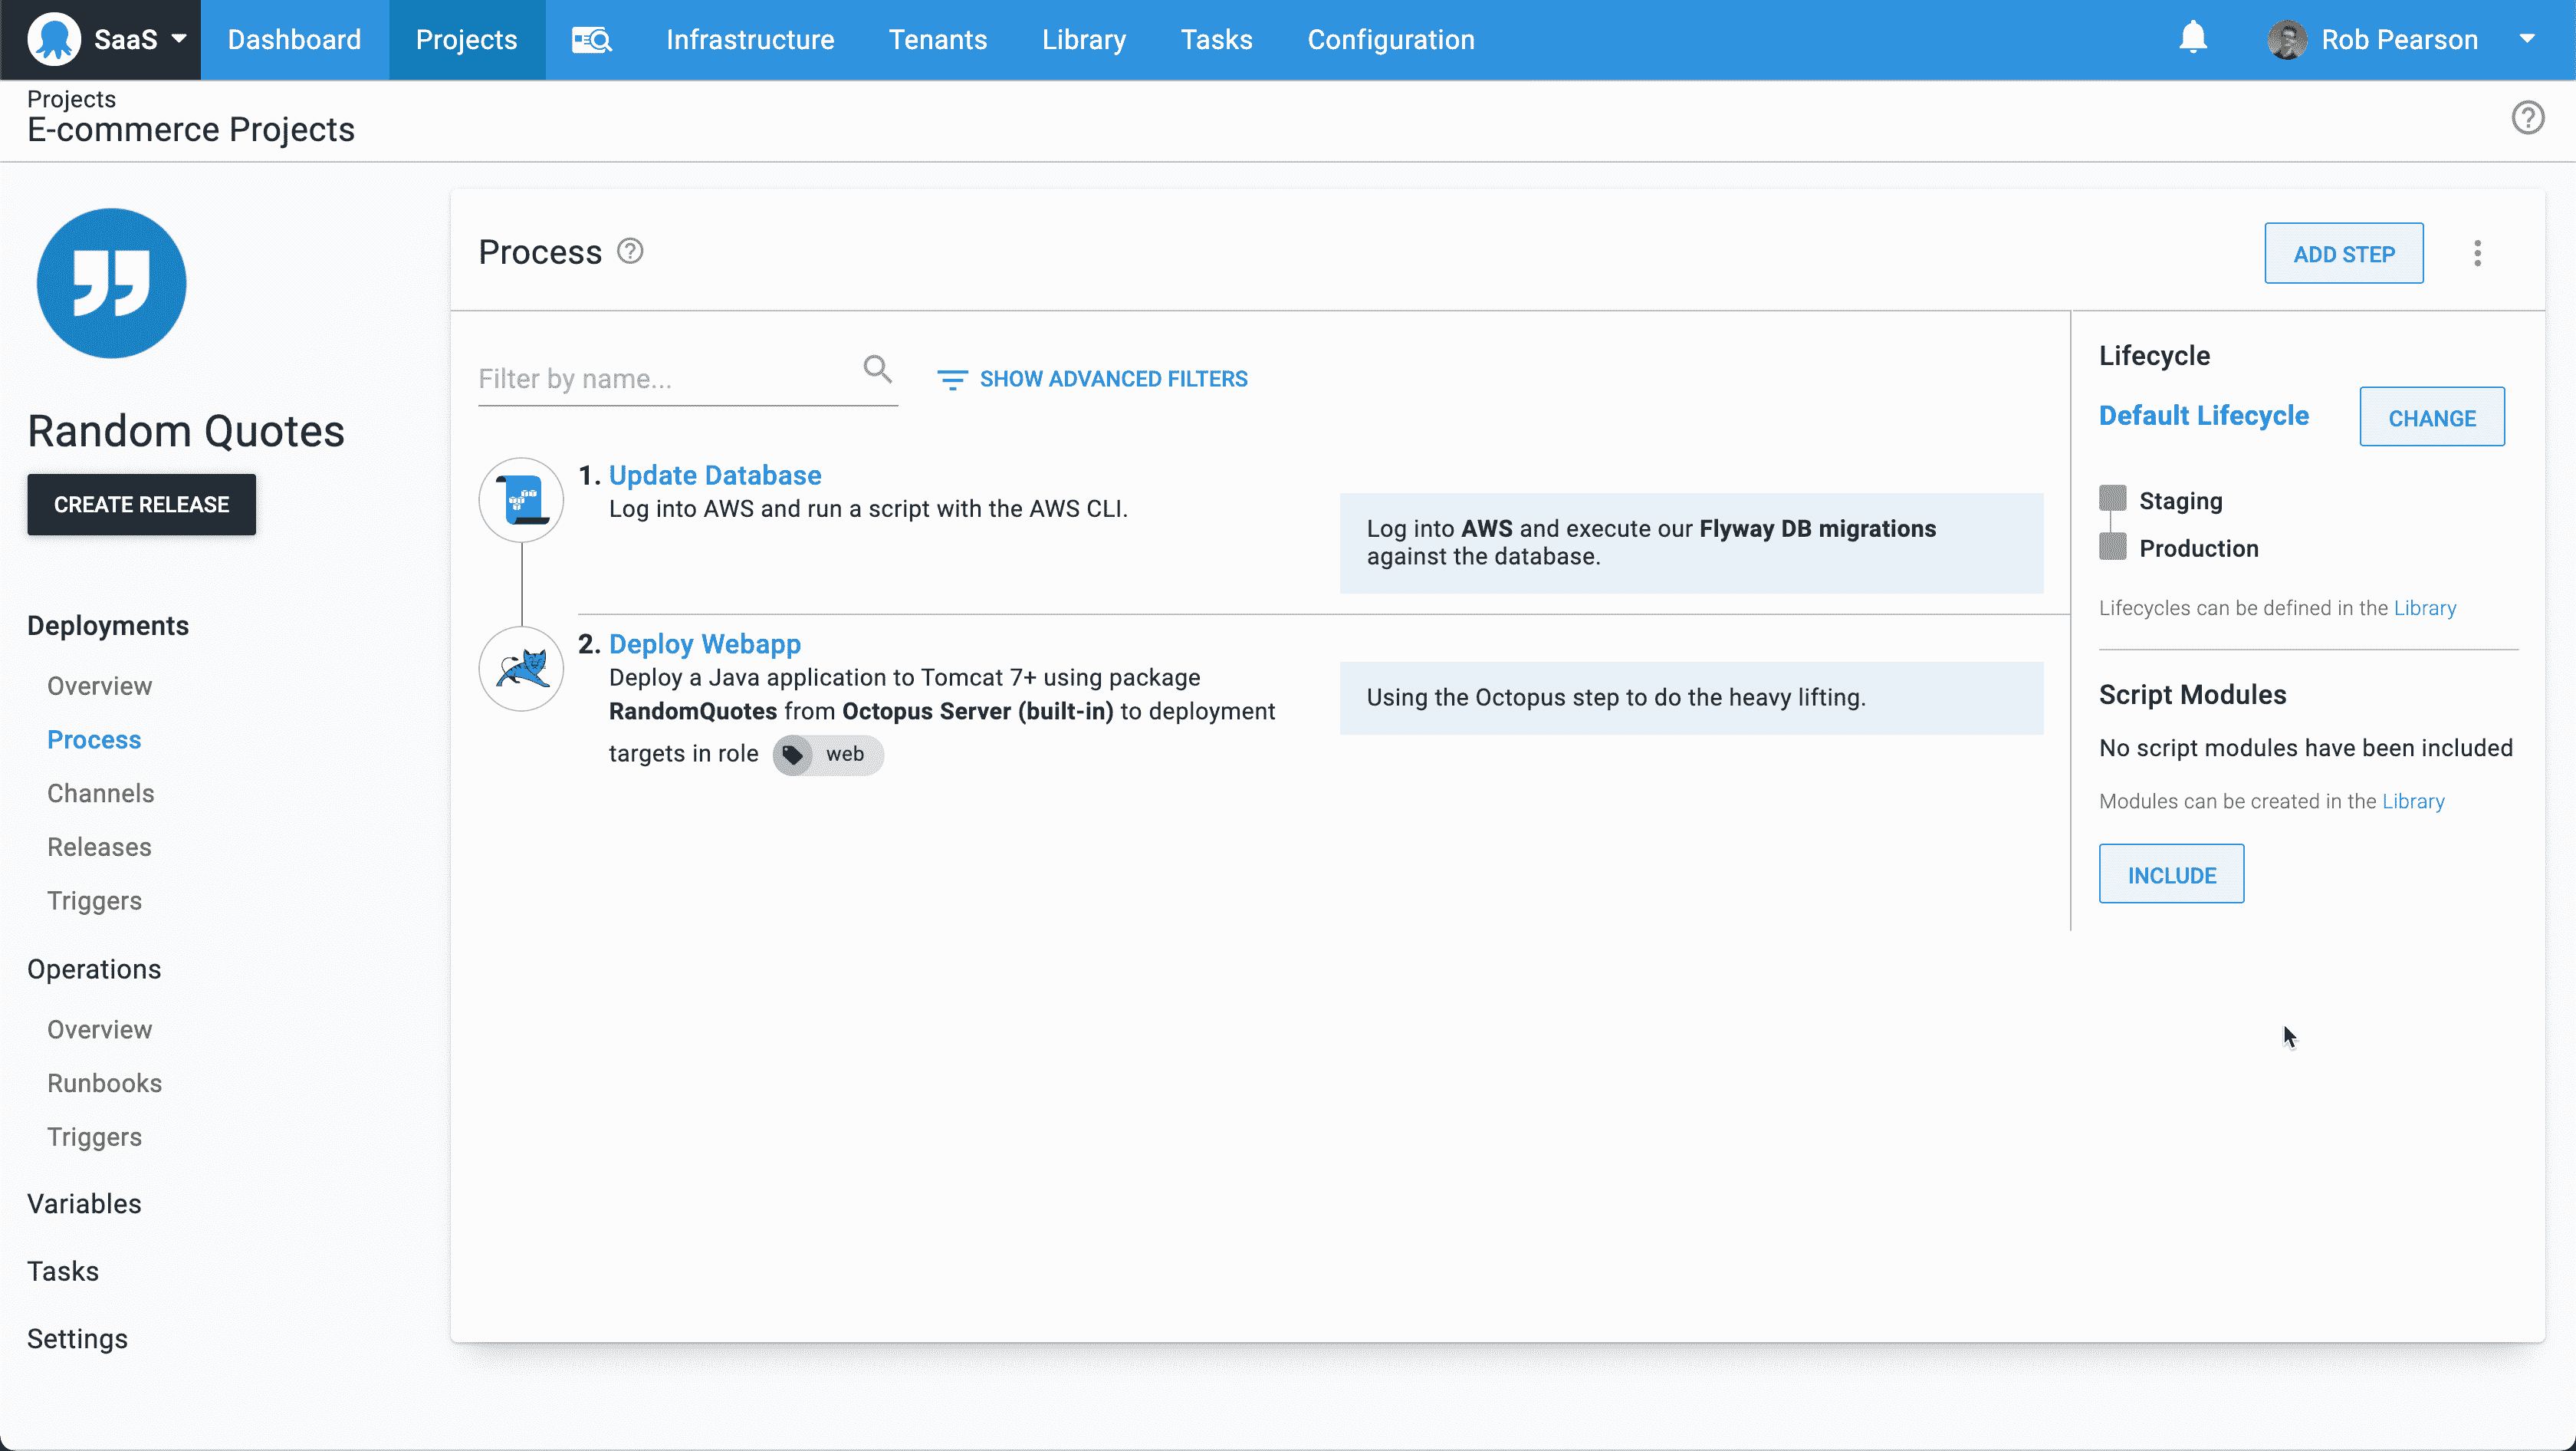 SaaS
Dashboard
Projects
Infrastructure
Tenants
Library
Tasks
Configuration
Rob Pearson
Projects
E-commerce Projects
Random Quotes
CREATE RELEASE
Deployments
Overview
Process
Channels
Releases
Triggers
Operations
Overview
Runbooks
Triggers
Variables
Tasks
Settings
Process
ADD STEP
Filter by name...
SHOW ADVANCED FILTERS
1. Update Database
Log into AWS and run a script with the AWS CLI.
Log into AWS and execute our Flyway DB migrations
against the database.
2. Deploy Webapp
Deploy a Java application to Tomcat 7+ using package
RandomQuotes from Octopus Server (built-in) to deployment
targets in role web
Using the Octopus step to do the heavy lifting.
Lifecycle
Default Lifecycle
CHANGE
Staging
Production
Lifecycles can be defined in the Library
Script Modules
No script modules have been included
Modules can be created in the Library
INCLUDE